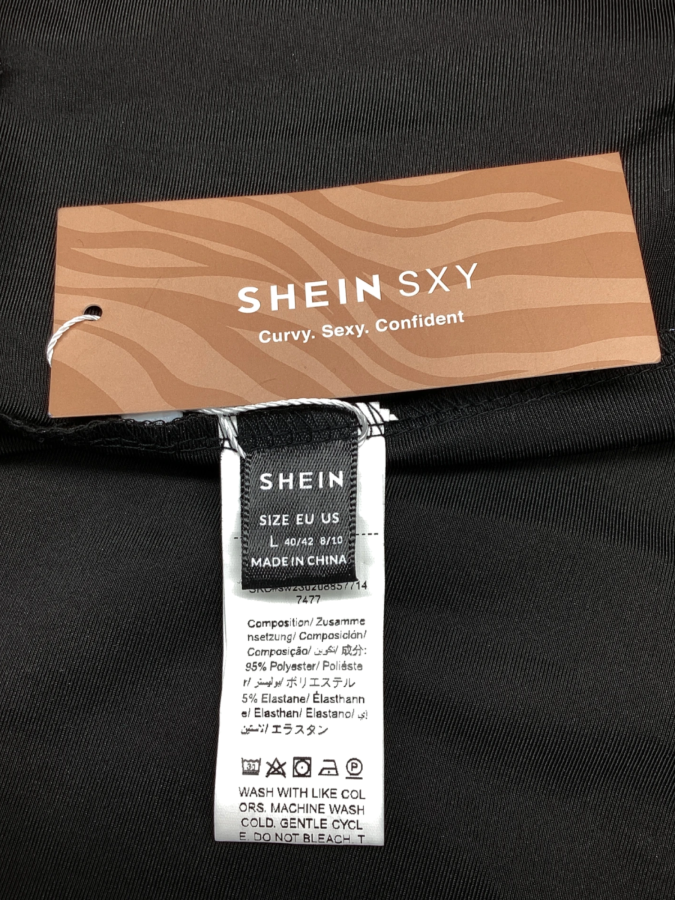 SHEIN SXY
Curvy. Sexy. Confident
SHEIN
SIZE EU US
L 40/42 8/10
MADE IN CHINA
7477
Composition/ Zusamme
nsetzung/ Composición/
Composição/ تكوين/ 成分:
95% Polyester/ Poliéste
r/ بوليستر/ ポリエステル
5% Elastane/ Élasthann
e/ Elasthan/ Elastano/ إي
لاستين/ エラスタン
WASH WITH LIKE COL
ORS. MACHINE WASH
COLD. GENTLE CYCL
E. DO NOT BLEACH. T